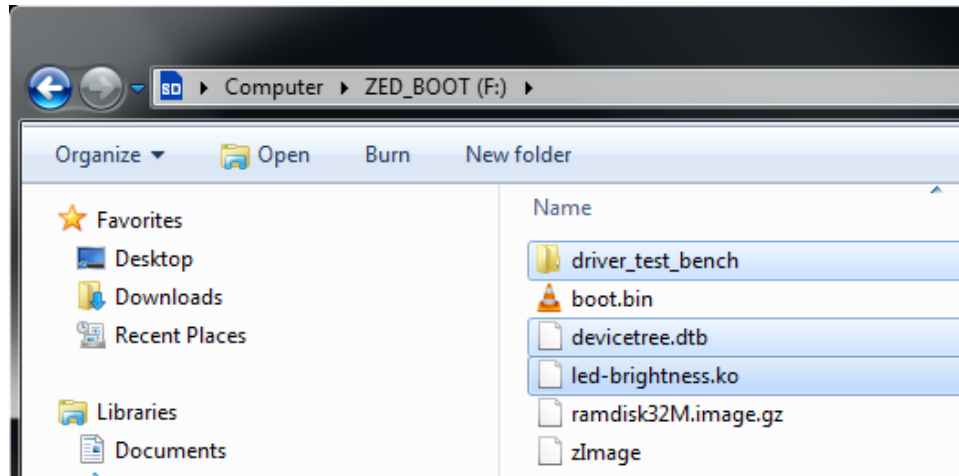 SD Computer ZED_BOOT (F:)
Organize Open Burn New folder
Favorites
Desktop
Downloads
Recent Places
Libraries
Documents
Name
driver_test_bench
boot.bin
devicetree.dtb
led-brightness.ko
ramdisk32M.image.gz
zImage